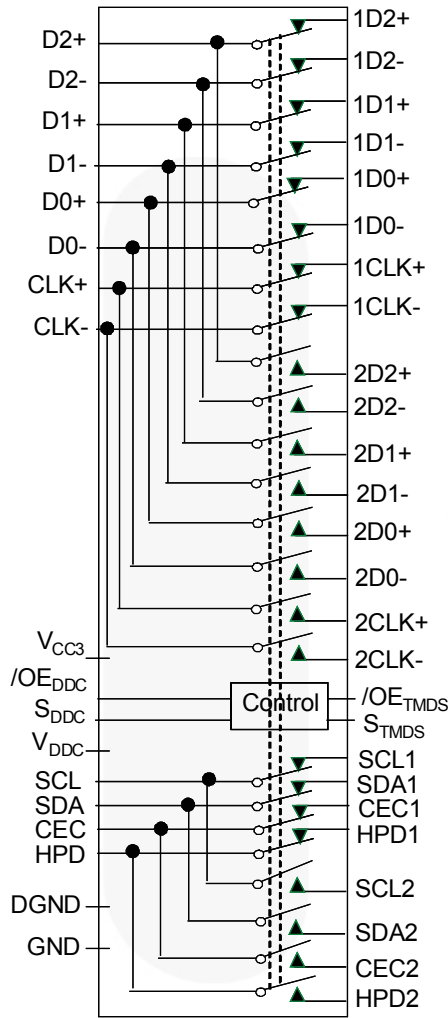 D2+
D2-
D1+
D1-
D0+
D0-
CLK+
CLK-
1D2+
1D2-
1D1+
1D1-
1D0+
1D0-
1CLK+
1CLK-
2D2+
2D2-
2D1+
2D1-
2D0+
2D0-
2CLK+
2CLK-
VCC3
/OEDDC
SDDC
VDDC
Control
/OETMDS
STMDS
SCL
SDA
CEC
HPD
DGND
GND
SCL1
SDA1
CEC1
HPD1
SCL2
SDA2
CEC2
HPD2